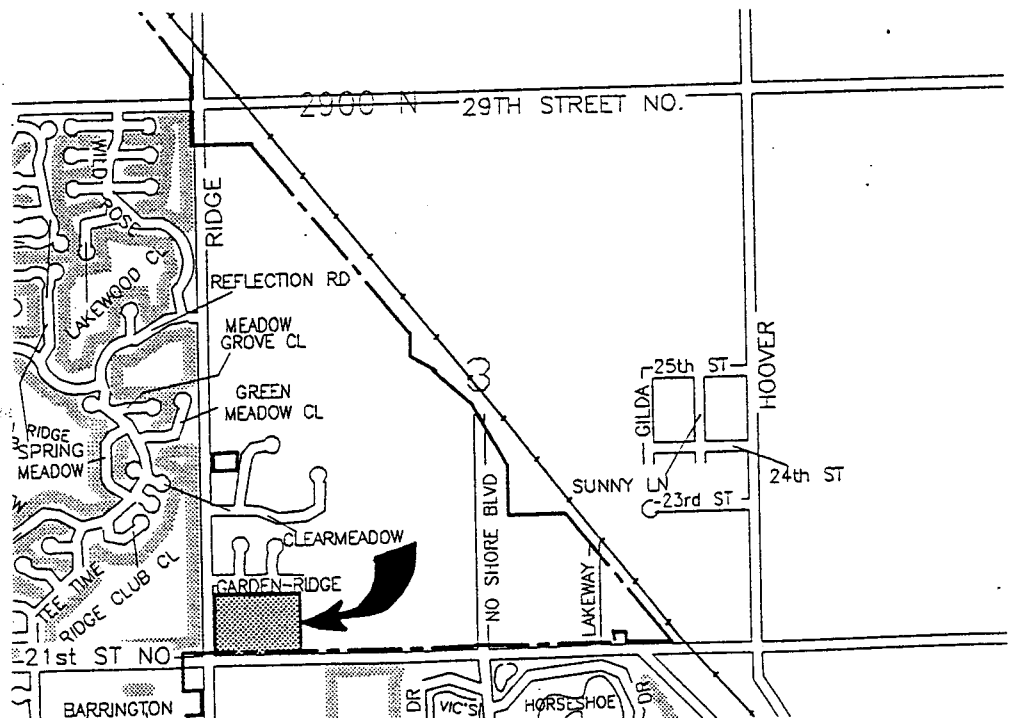 2900 N 29TH STREET NO.
WILD
ROSE
RIDGE
LAKEWOOD CL
REFLECTION RD
MEADOW
GROVE CL
HOOVER
3
25th ST
GILDA
GREEN
MEADOW CL
RIDGE
SPRING
MEADOW
24th ST
SUNNY LN
23rd ST
NO SHORE BLVD
CLEARMEADOW
GARDEN-RIDGE
LAKEWAY
TEE TIME
RIDGE CLUB CL
21st ST NO
BARRINGTON
DR
VIC'S
HORSESHOE
DR